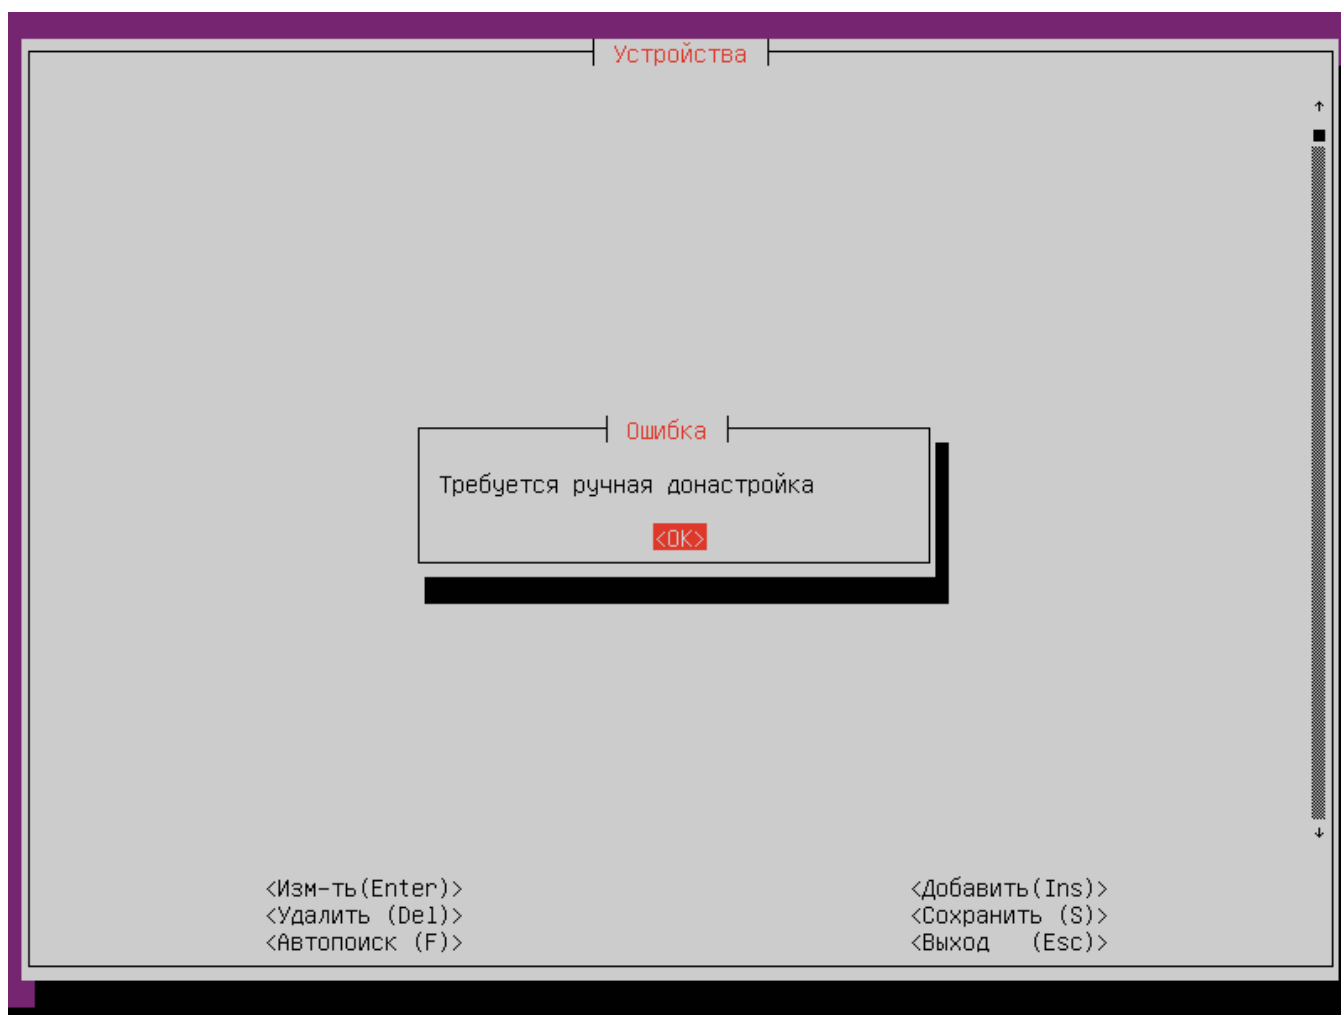 Устройства
Ошибка
Требуется ручная донастройка
<OK>
<Изм-ть(Enter)> <Добавить(Ins)>
<Удалить (Del)> <Сохранить (S)>
<Автопоиск (F)> <Выход (Esc)>